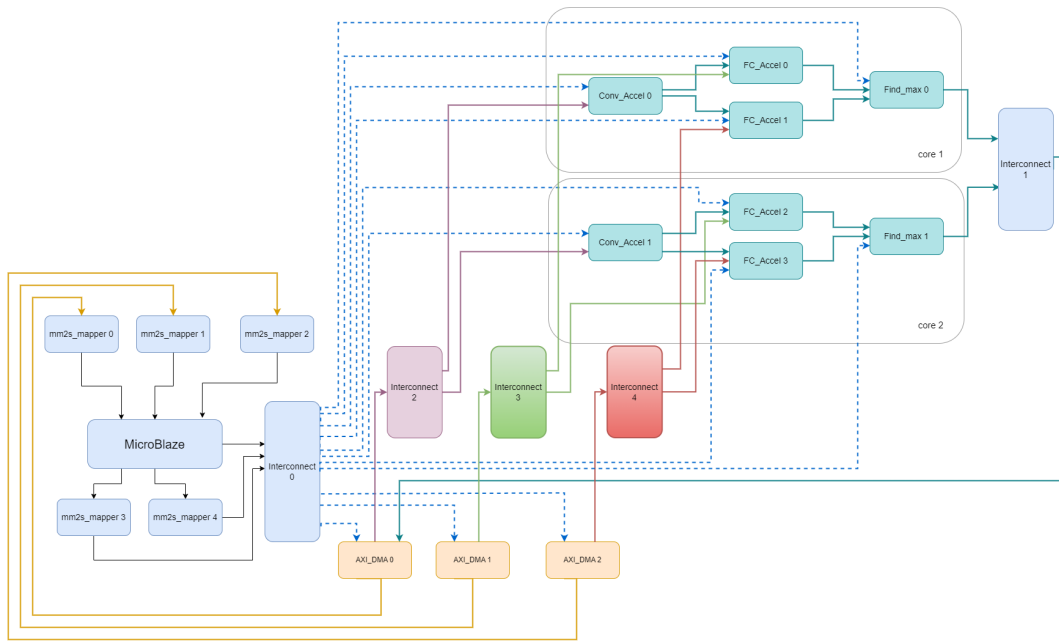 FC_Accel 0
Conv_Accel 0
Find_max 0
FC_Accel 1
core 1
Interconnect
1
FC_Accel 2
Conv_Accel 1
Find_max 1
FC_Accel 3
core 2
mm2s_mapper 0
mm2s_mapper 1
mm2s_mapper 2
Interconnect
2
Interconnect
3
Interconnect
4
MicroBlaze
Interconnect
0
mm2s_mapper 3
mm2s_mapper 4
AXI_DMA 0
AXI_DMA 1
AXI_DMA 2